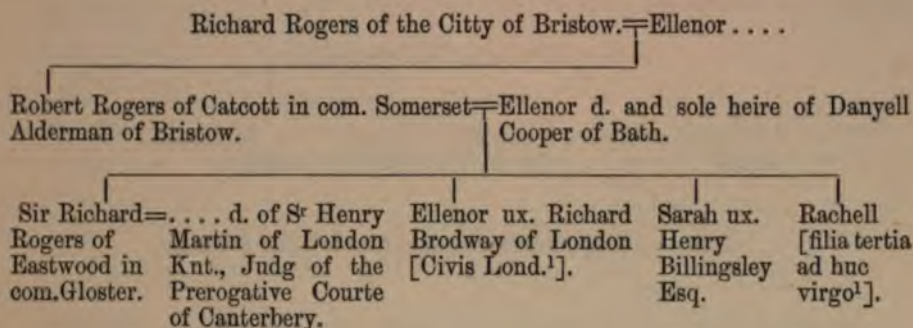 Richard Rogers of the Citty of Bristow.=Ellenor . . . .
Robert Rogers of Catcott in com. Somerset=Ellenor d. and sole heire of Danyell
Alderman of Bristow.
Cooper of Bath.
Sir Richard=. . . . d. of Sr Henry
Rogers of
Eastwood in
com.Gloster.
Martin of London
Knt., Judg of the
Prerogative Courte
of Canterbery.
Ellenor ux. Richard
Brodway of London
[Civis Lond.¹].
Sarah ux.
Henry
Billingsley
Esq.
Rachell
[filia tertia
ad huc
virgo¹].